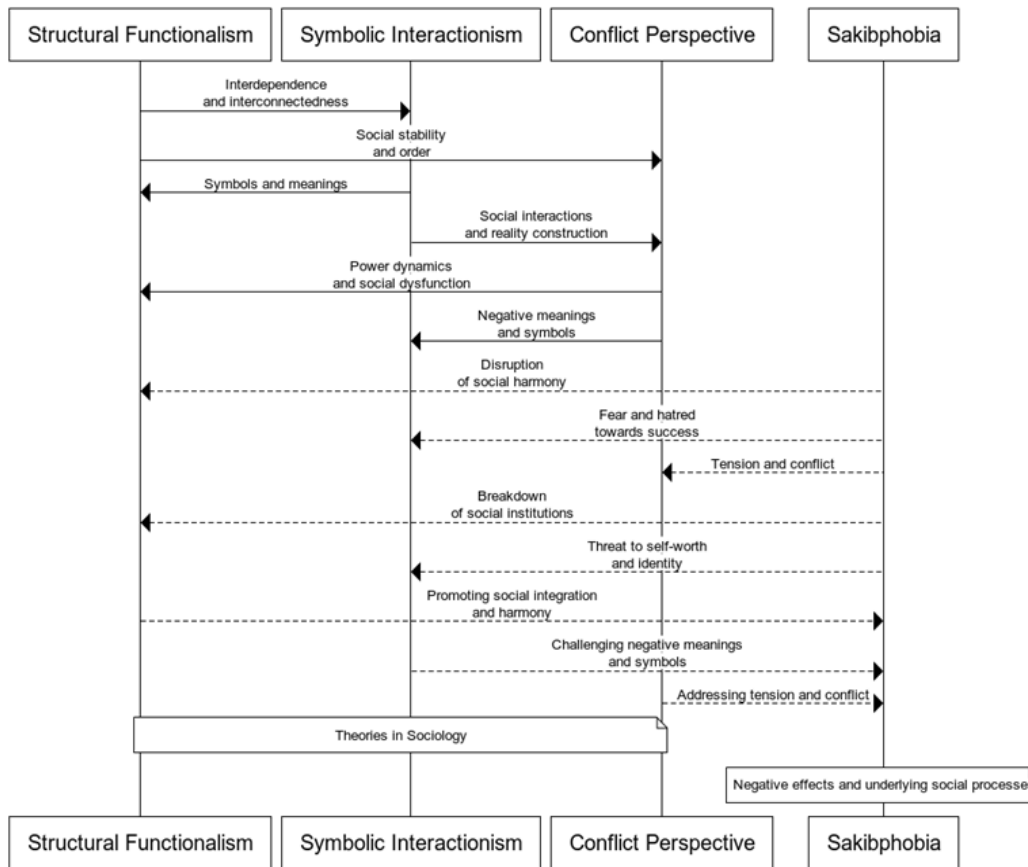 Structural Functionalism
Symbolic Interactionism
Conflict Perspective
Sakibphobia
Interdependence
and interconnectedness
Social stability
and order
Symbols and meanings
Social interactions
and reality construction
Power dynamics
and social dysfunction
Negative meanings
and symbols
Disruption
of social harmony
Fear and hatred
towards success
Tension and conflict
Breakdown
of social institutions
Threat to self-worth
and identity
Promoting social integration
and harmony
Challenging negative meanings
and symbols
Addressing tension and conflict
Theories in Sociology
Negative effects and underlying social processe
Structural Functionalism
Symbolic Interactionism
Conflict Perspective
Sakibphobia